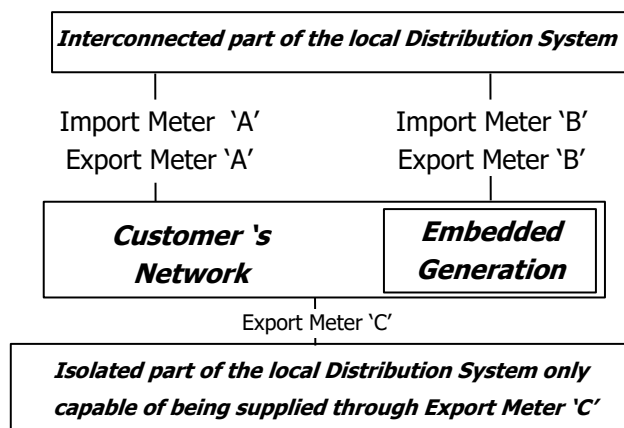 Interconnected part of the local Distribution System
Import Meter ‘A’
Export Meter ‘A’
Import Meter ‘B’
Export Meter ‘B’
Customer ‘s
Network
Embedded
Generation
Export Meter ‘C’
Isolated part of the local Distribution System only
capable of being supplied through Export Meter ‘C’